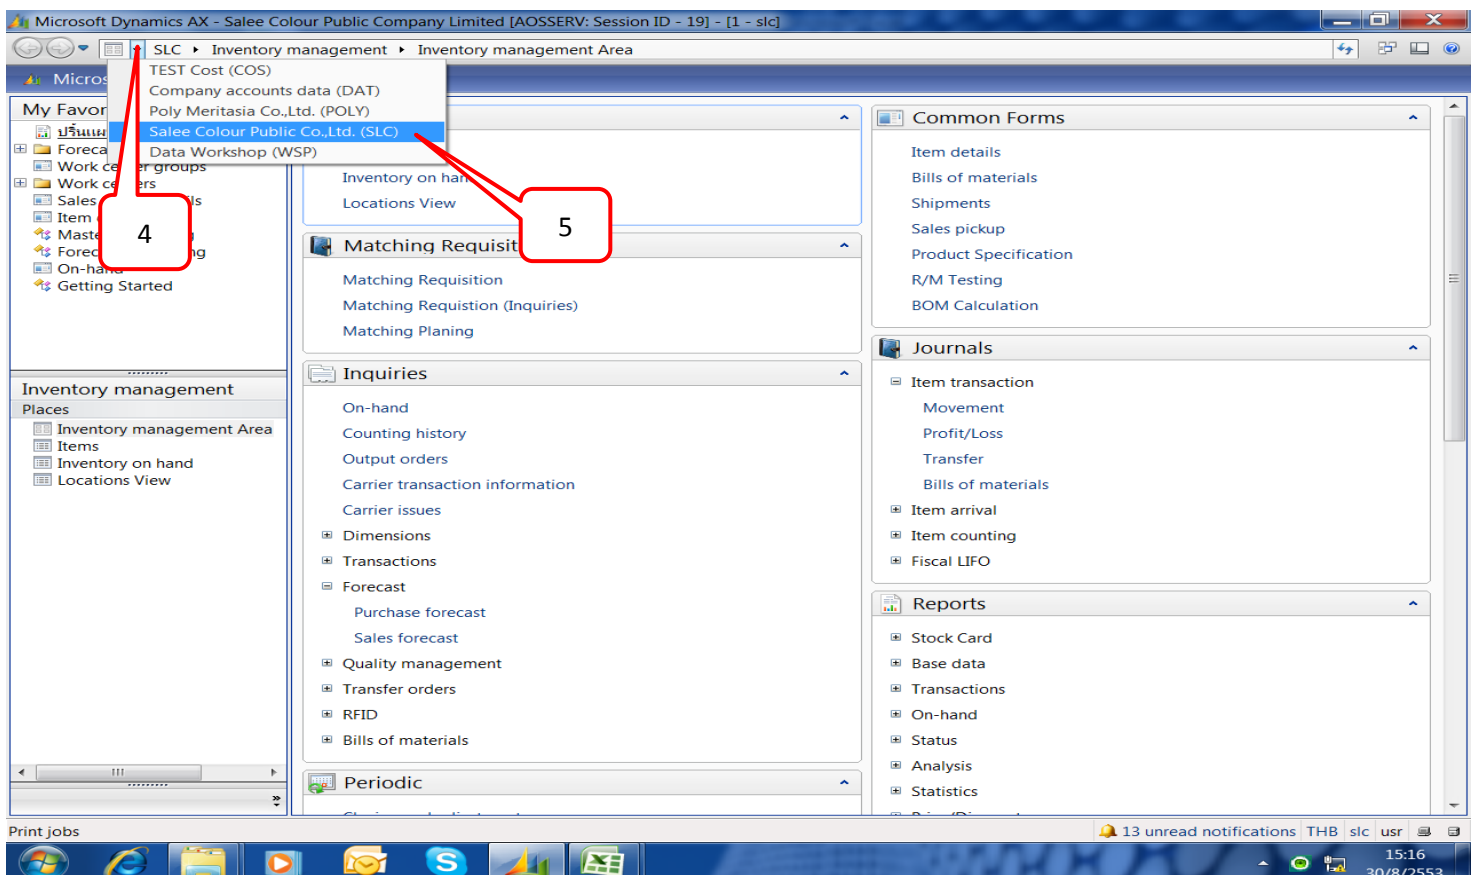 Microsoft Dynamics AX - Salee Colour Public Company Limited [AOSSERV: Session ID - 19] - [1 - slc]
SLC Inventory management Inventory management Area
Micros
TEST Cost (COS)
Company accounts data (DAT)
Poly Meritasia Co.,Ltd. (POLY)
Salee Colour Public Co.,Ltd. (SLC)
Data Workshop (WSP)
4
5
My Favor
Foreca
Work center groups
Work centers
Sales
Item
Maste
Forec
On-hand
Getting Started
Inventory management
Places
Inventory management Area
Items
Inventory on hand
Locations View
Inventory on hand
Locations View
Matching Requisit
Matching Requisition
Matching Requistion (Inquiries)
Matching Planing
Inquiries
On-hand
Counting history
Output orders
Carrier transaction information
Carrier issues
Dimensions
Transactions
Forecast
Purchase forecast
Sales forecast
Quality management
Transfer orders
RFID
Bills of materials
Periodic
Common Forms
Item details
Bills of materials
Shipments
Sales pickup
Product Specification
R/M Testing
BOM Calculation
Journals
Item transaction
Movement
Profit/Loss
Transfer
Bills of materials
Item arrival
Item counting
Fiscal LIFO
Reports
Stock Card
Base data
Transactions
On-hand
Status
Analysis
Statistics
Print jobs
13 unread notifications THB slc usr
15:16
30/8/2553